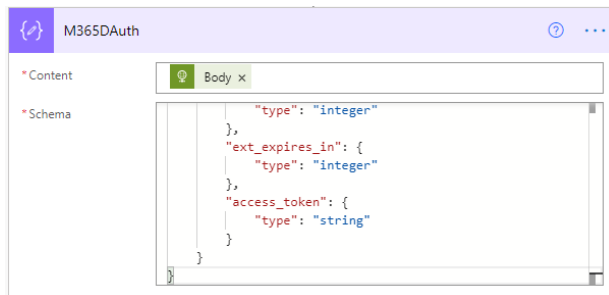 M365DAuth
* Content
Body ×
* Schema
"type": "integer"
},
"ext_expires_in": {
"type": "integer"
},
"access_token": {
"type": "string"
}
}
}